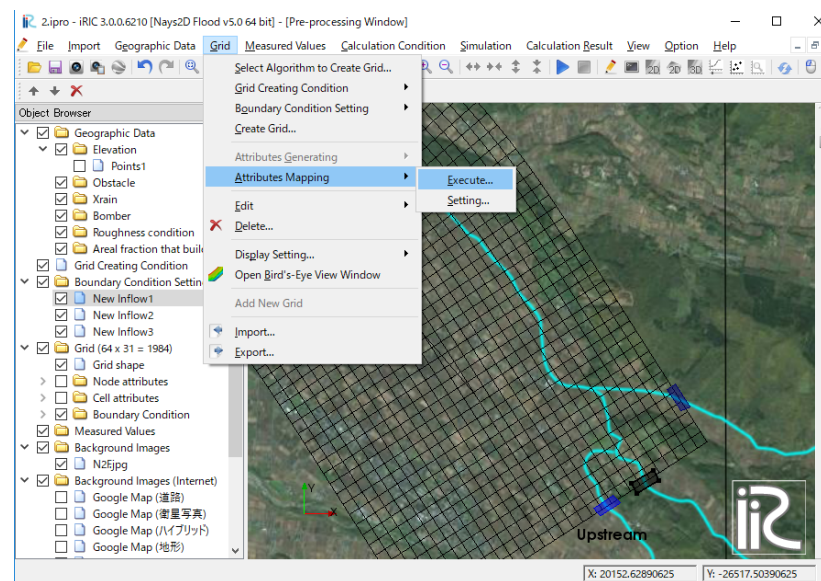 2.ipro - iRIC 3.0.0.6210 [Nays2D Flood v5.0 64 bit] - [Pre-processing Window]
File Import Geographic Data Grid Measured Values Calculation Condition Simulation Calculation Result View Option Help
Object Browser
Geographic Data
Elevation
Points1
Obstacle
Xrain
Bomber
Roughness condition
Areal fraction that buil
Grid Creating Condition
Boundary Condition Settin
New Inflow1
New Inflow2
New Inflow3
Grid (64 x 31 = 1984)
Grid shape
Node attributes
Cell attributes
Boundary Condition
Measured Values
Background Images
N2F.jpg
Background Images (Internet)
Google Map (道路)
Google Map (衛星写真)
Google Map (ハイブリッド)
Google Map (地形)
Select Algorithm to Create Grid...
Grid Creating Condition
Boundary Condition Setting
Create Grid...
Attributes Generating
Attributes Mapping
Edit
Delete...
Display Setting...
Open Bird's-Eye View Window
Add New Grid
Import...
Export...
Execute...
Setting...
2D 2D 3D
Y
X
Upstream
iRIC
X: 20152.62890625 Y: -26517.50390625